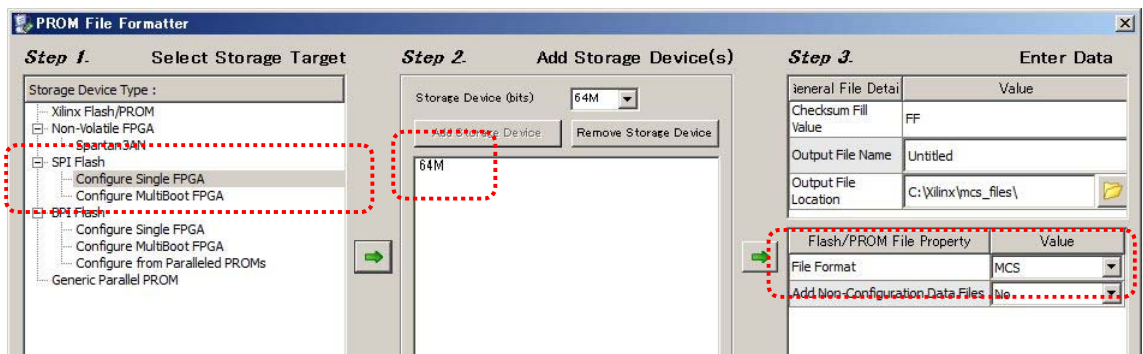 PROM File Formatter
Step 1. Select Storage Target
Storage Device Type :
Xilinx Flash/PROM
Non-Volatile FPGA
Spartan3AN
SPI Flash
Configure Single FPGA
Configure MultiBoot FPGA
BPI Flash
Configure Single FPGA
Configure MultiBoot FPGA
Configure from Paralleled PROMs
Generic Parallel PROM
Step 2. Add Storage Device(s)
Storage Device (bits) 64M
Add Storage Device Remove Storage Device
64M
Step 3. Enter Data
ieneral File Detai Value
Checksum Fill
Value FF
Output File Name Untitled
Output File
Location C:\Xilinx\mcs_files\
Flash/PROM File Property Value
File Format MCS
Add Non-Configuration Data Files No